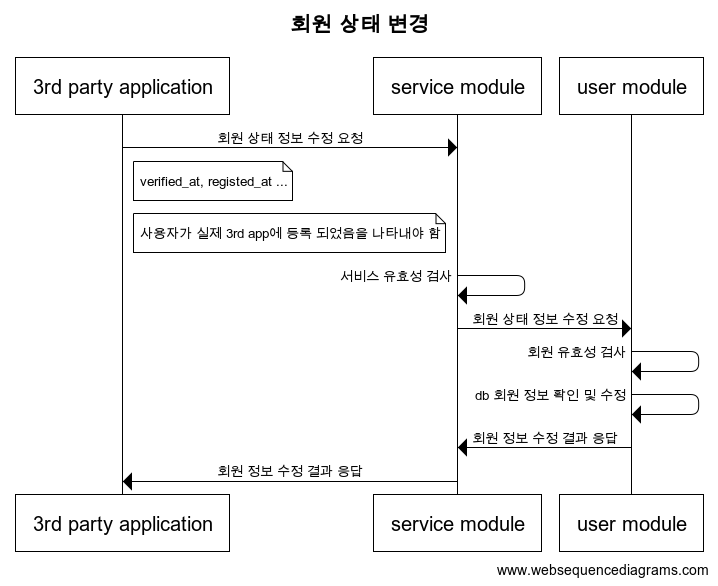 회원 상태 변경
3rd party application
service module
user module
회원 상태 정보 수정 요청
verified_at, registed_at ...
사용자가 실제 3rd app에 등록 되었음을 나타내야 함
서비스 유효성 검사
회원 상태 정보 수정 요청
회원 유효성 검사
db 회원 정보 확인 및 수정
회원 정보 수정 결과 응답
회원 정보 수정 결과 응답
3rd party application
service module
user module
www.websequencediagrams.com